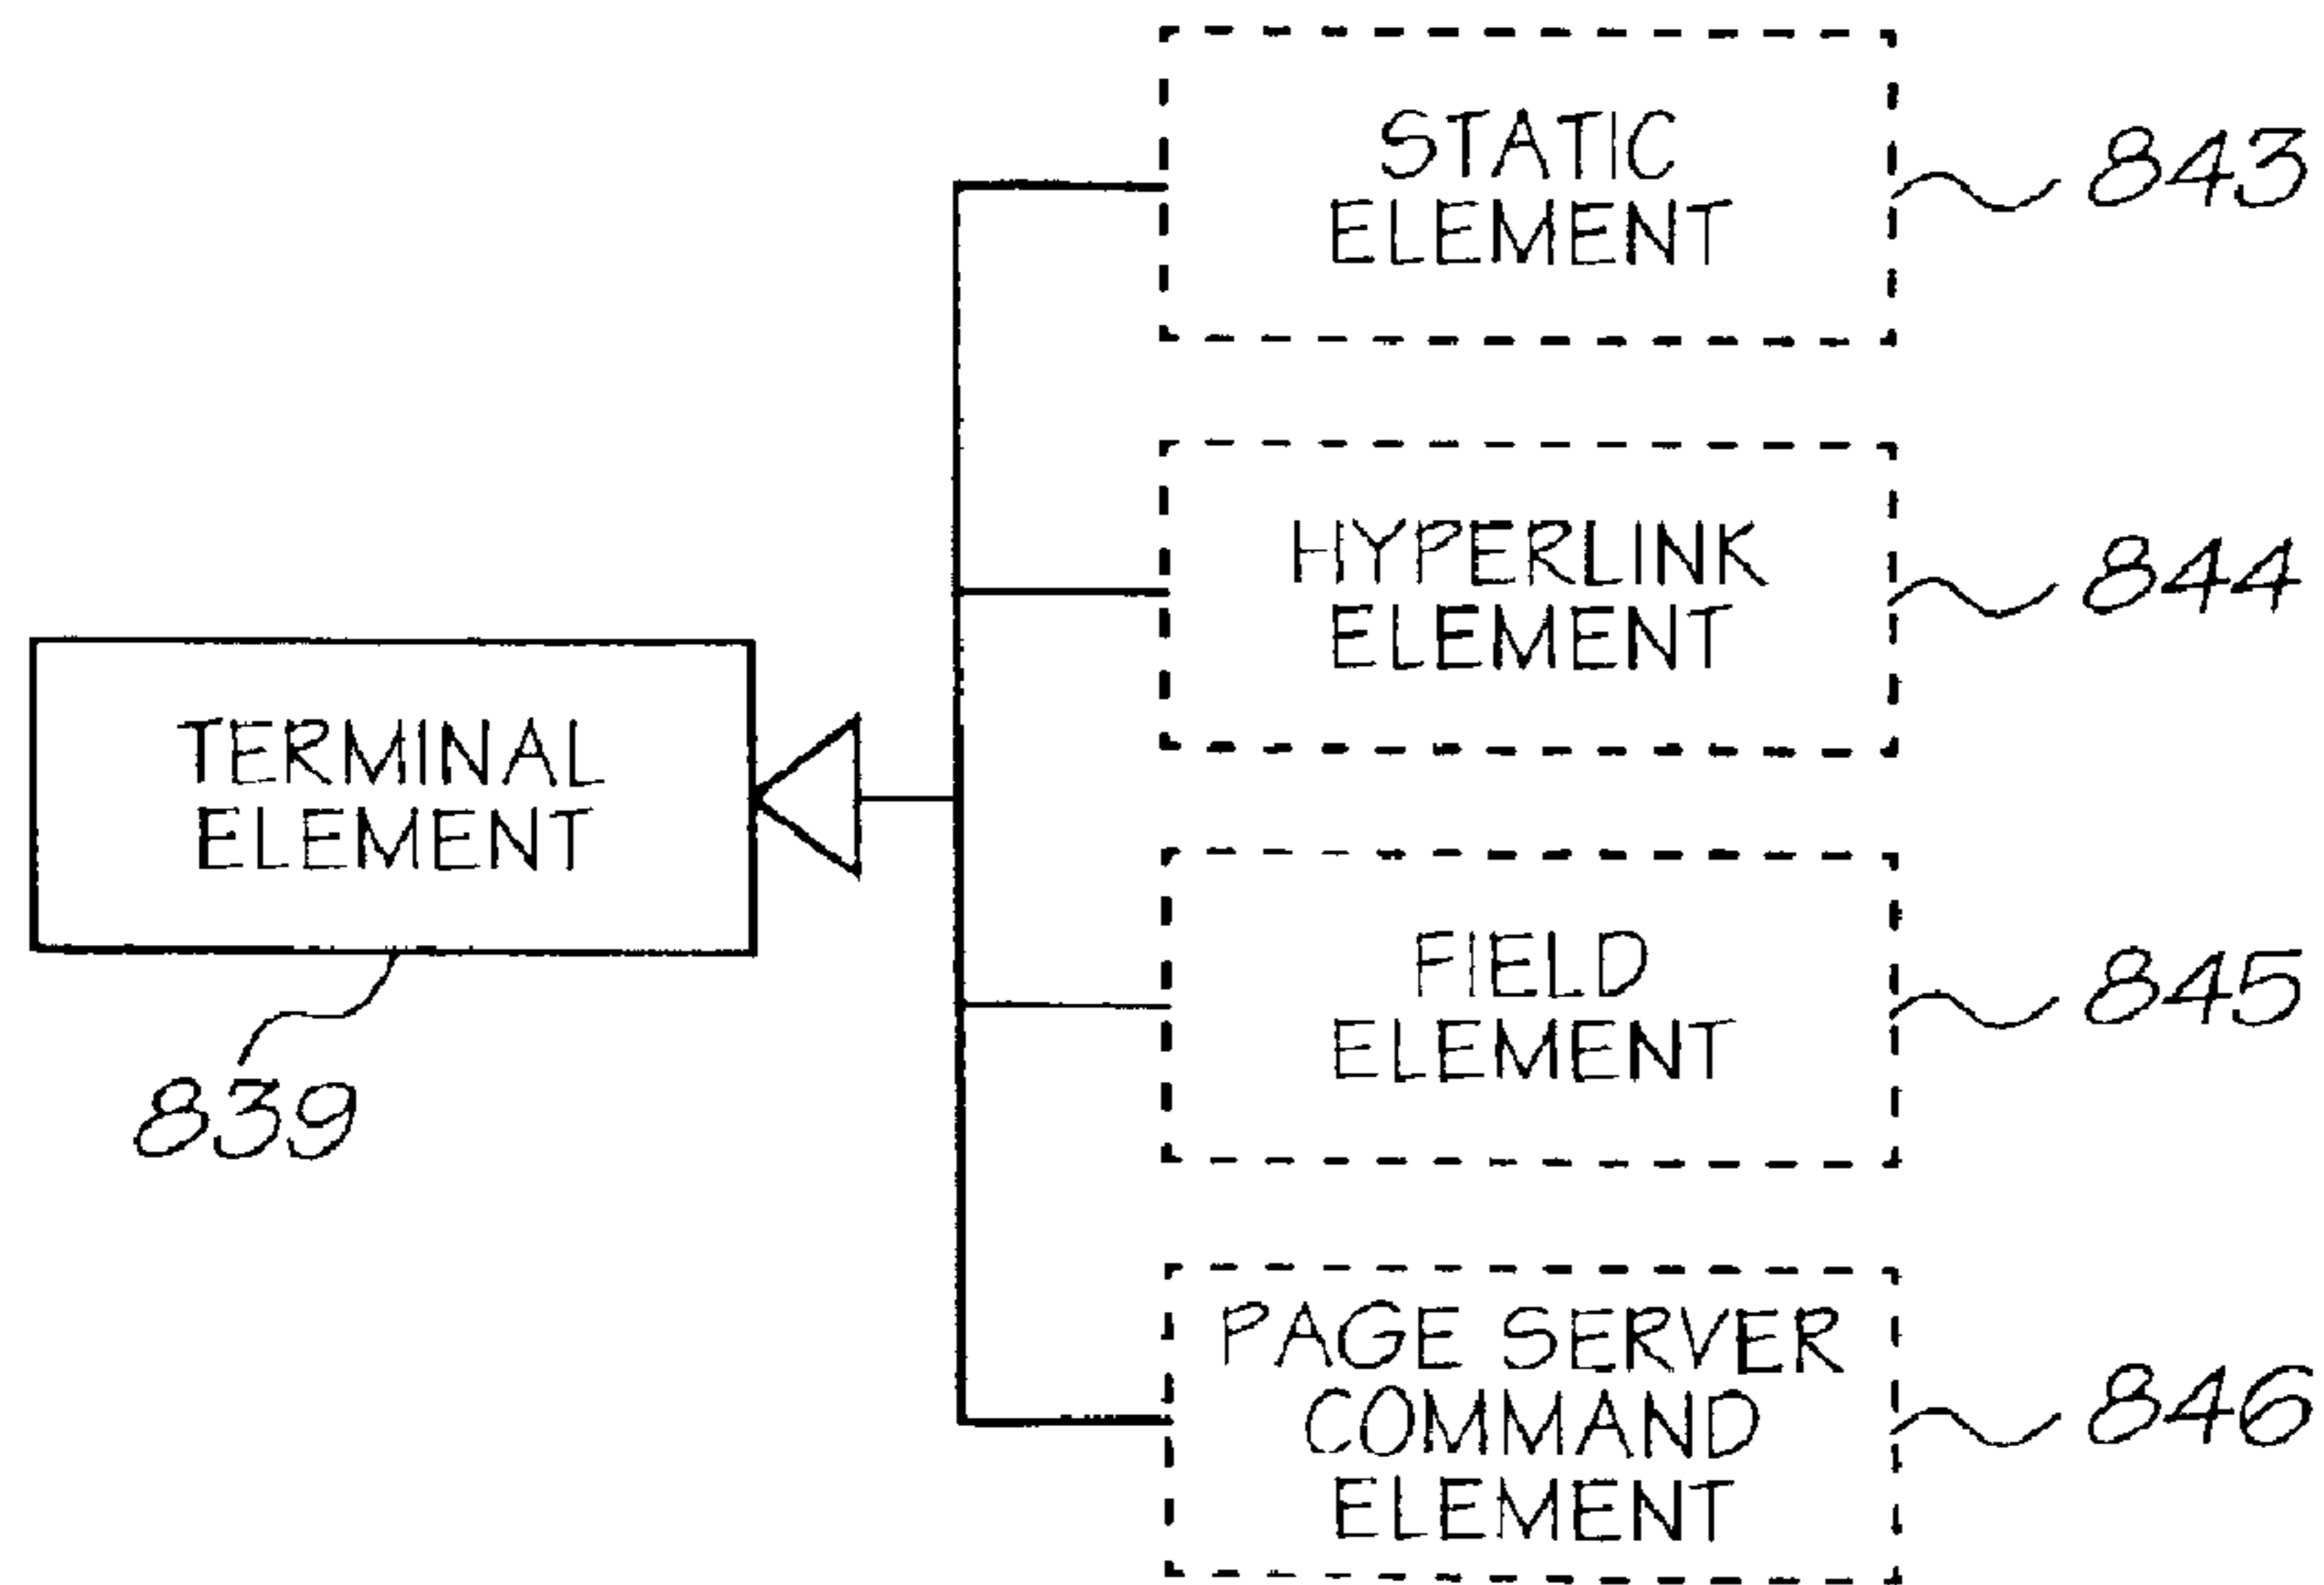 STATIC
ELEMENT
843
HYPERLINK
ELEMENT
844
TERMINAL
ELEMENT
839
FIELD
ELEMENT
845
PAGE SERVER
COMMAND
ELEMENT
846